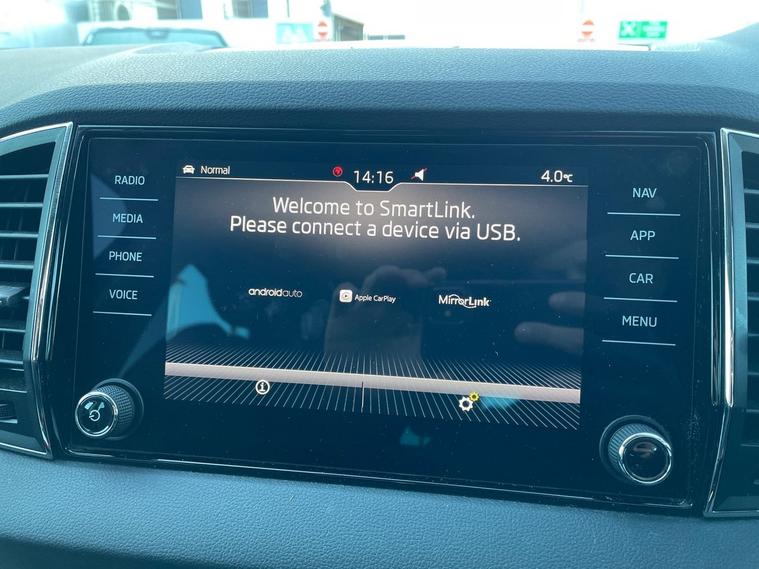 RADIO
MEDIA
PHONE
VOICE
Normal
14:16
4.0°C
Welcome to SmartLink.
Please connect a device via USB.
androidauto
Apple CarPlay
MirrorLink
NAV
APP
CAR
MENU